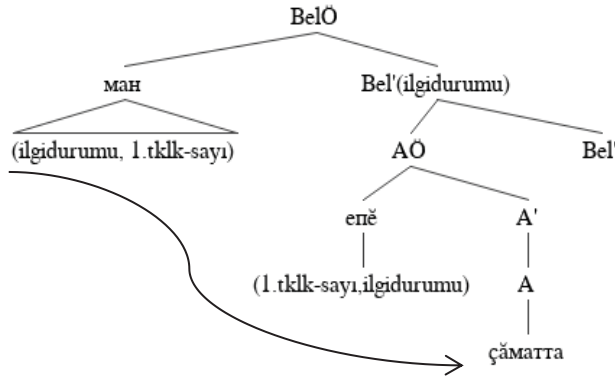 BelÖ
ман Bel'(ilgidurumu)
(ilgidurumu, 1.tklk-sayı) AÖ Bel'
епĕ A'
(1.tklk-sayı,ilgidurumu) A
çăматта